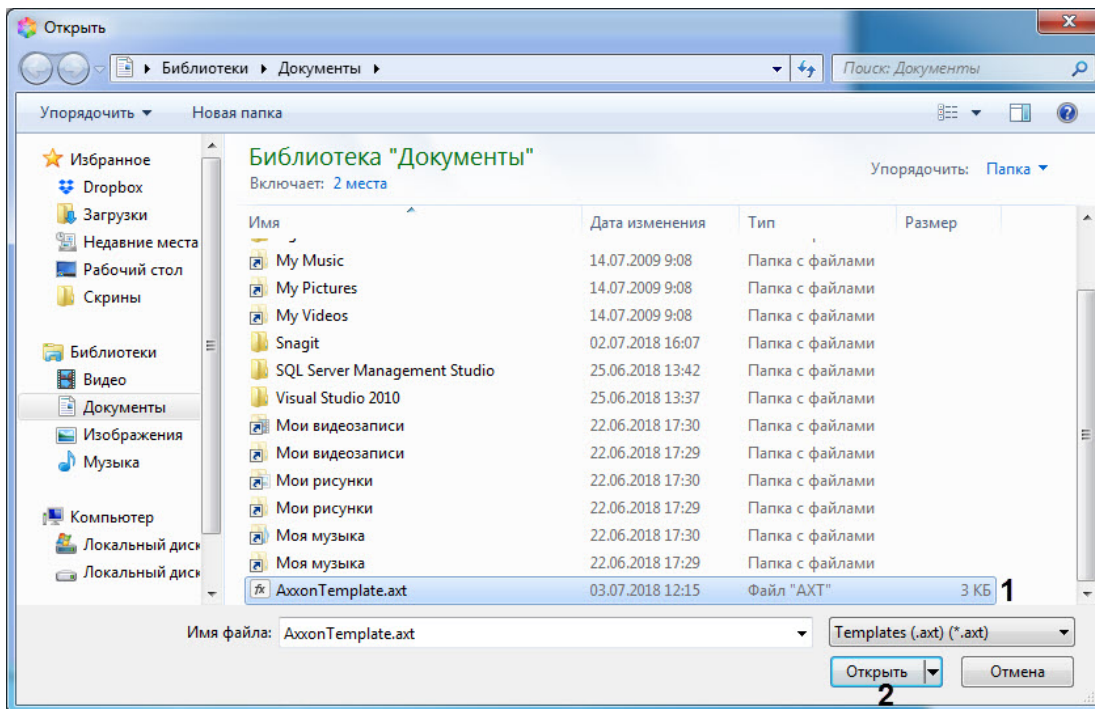 Открыть
Библиотеки Документы
Поиск: Документы
Упорядочить Новая папка
Избранное
Dropbox
Загрузки
Недавние места
Рабочий стол
Скрины
Библиотеки
Видео
Документы
Изображения
Музыка
Компьютер
Локальный диск
Локальный диск
Библиотека "Документы"
Включает: 2 места
Упорядочить: Папка
Имя Дата изменения Тип Размер
My Music 14.07.2009 9:08 Папка с файлами
My Pictures 14.07.2009 9:08 Папка с файлами
My Videos 14.07.2009 9:08 Папка с файлами
Snagit 02.07.2018 16:07 Папка с файлами
SQL Server Management Studio 25.06.2018 13:42 Папка с файлами
Visual Studio 2010 25.06.2018 13:37 Папка с файлами
Мои видеозаписи 22.06.2018 17:30 Папка с файлами
Мои видеозаписи 22.06.2018 17:29 Папка с файлами
Мои рисунки 22.06.2018 17:30 Папка с файлами
Мои рисунки 22.06.2018 17:29 Папка с файлами
Моя музыка 22.06.2018 17:30 Папка с файлами
Моя музыка 22.06.2018 17:29 Папка с файлами
AxxonTemplate.axt 03.07.2018 12:15 Файл "AXT" 3 КБ 1
Имя файла: AxxonTemplate.axt Templates (.axt) (*.axt)
Открыть Отмена
2